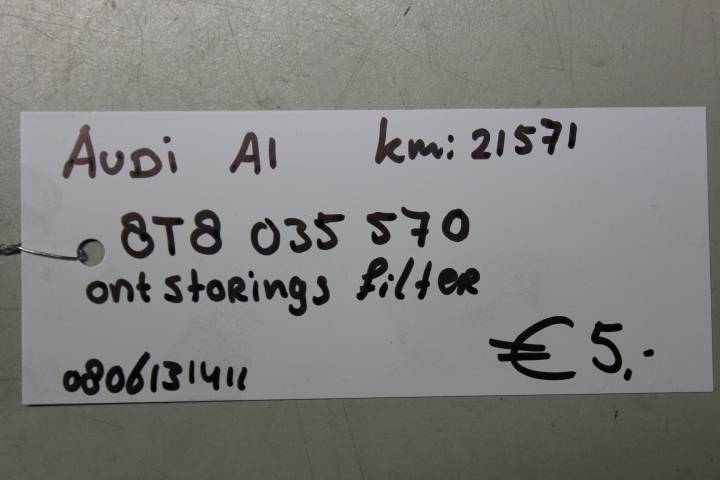 Audi A1 km: 21571
8T8 035 570
ontstorings filter
0806131411 € 5,-